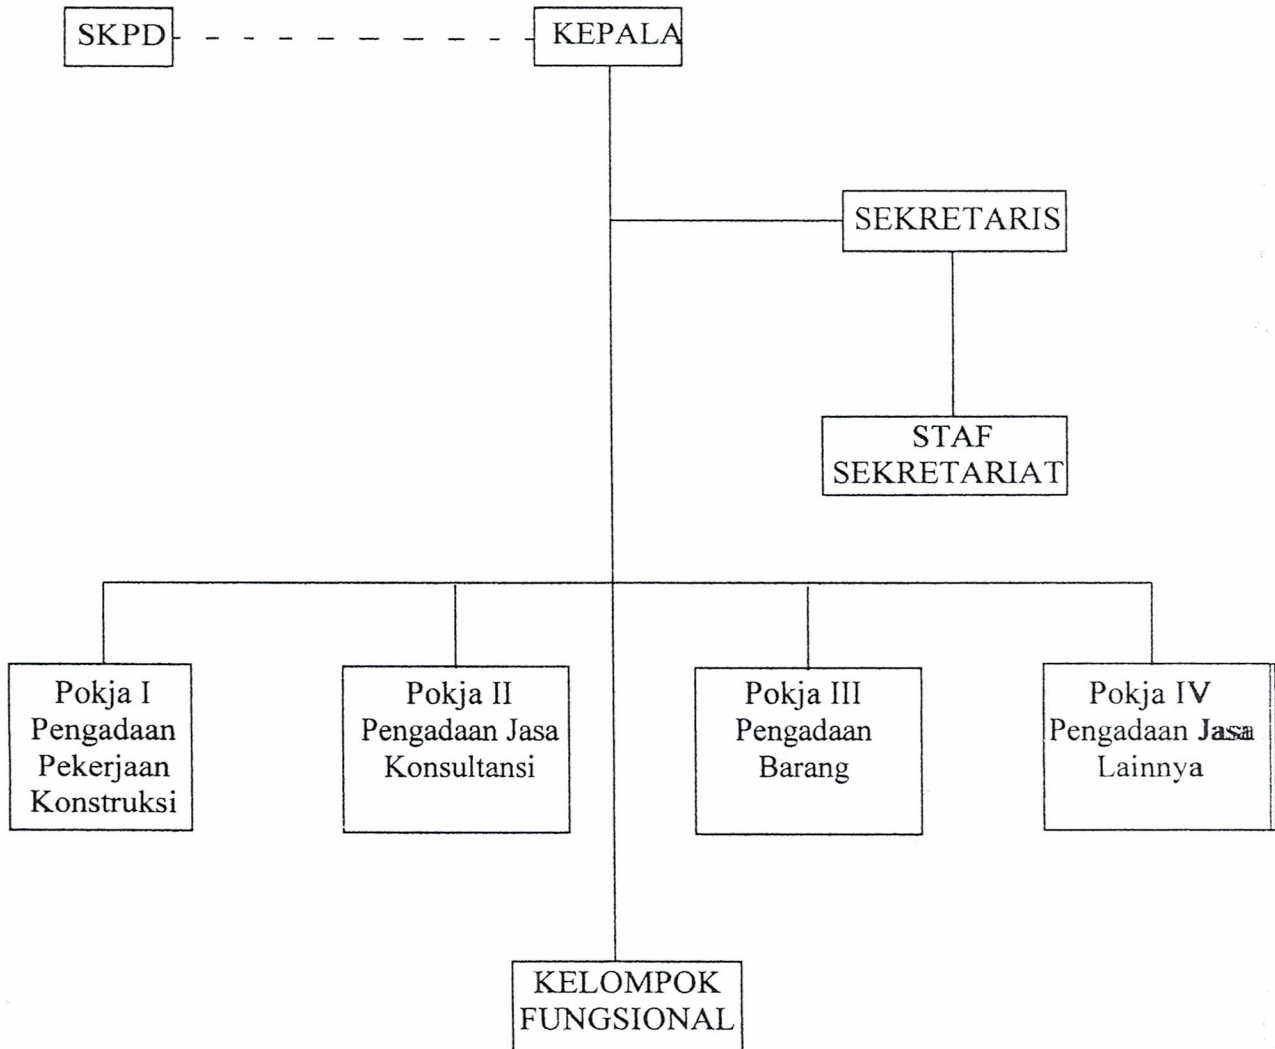 SKPD
KEPALA
SEKRETARIS
STAF
SEKRETARIAT
Pokja I
Pengadaan
Pekerjaan
Konstruksi
Pokja II
Pengadaan Jasa
Konsultansi
Pokja III
Pengadaan
Barang
Pokja IV
Pengadaan Jasa
Lainnya
KELOMPOK
FUNGSIONAL